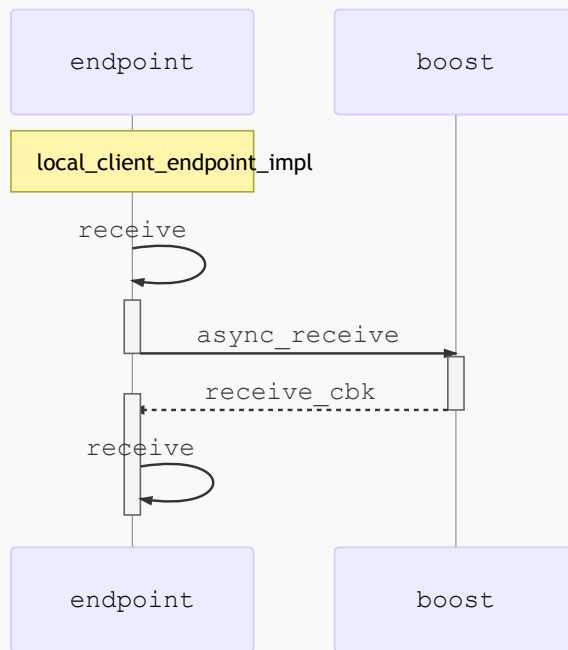 endpoint
boost
local_client_endpoint_impl
receive
async_receive
receive_cbk
receive
endpoint
boost